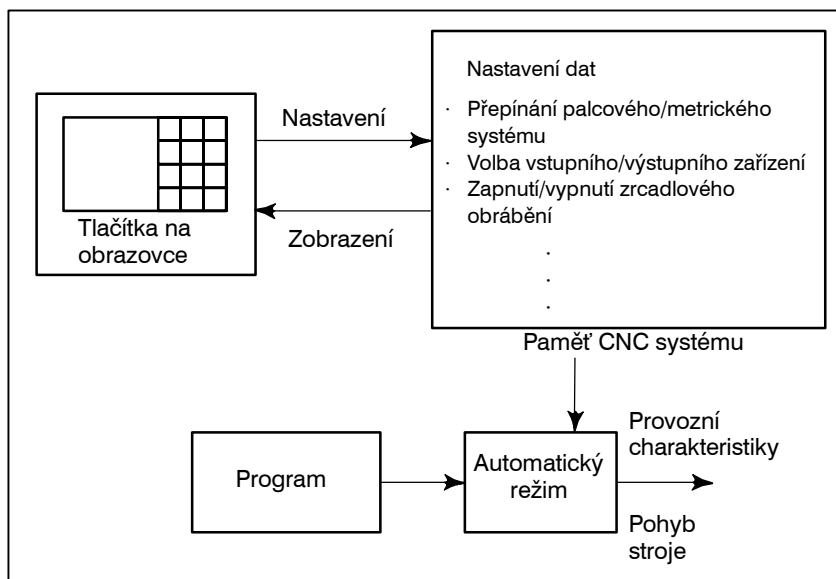 Nastavení dat
· Přepínání palcového/metrického
systému
· Volba vstupního/výstupního zařízení
· Zapnutí/vypnutí zrcadlového
obrábění
·
·
·
Nastavení
Zobrazení
Tlačítka na
obrazovce
Paměť CNC systému
Program
Automatický
režim
Provozní
charakteristiky
Pohyb
stroje